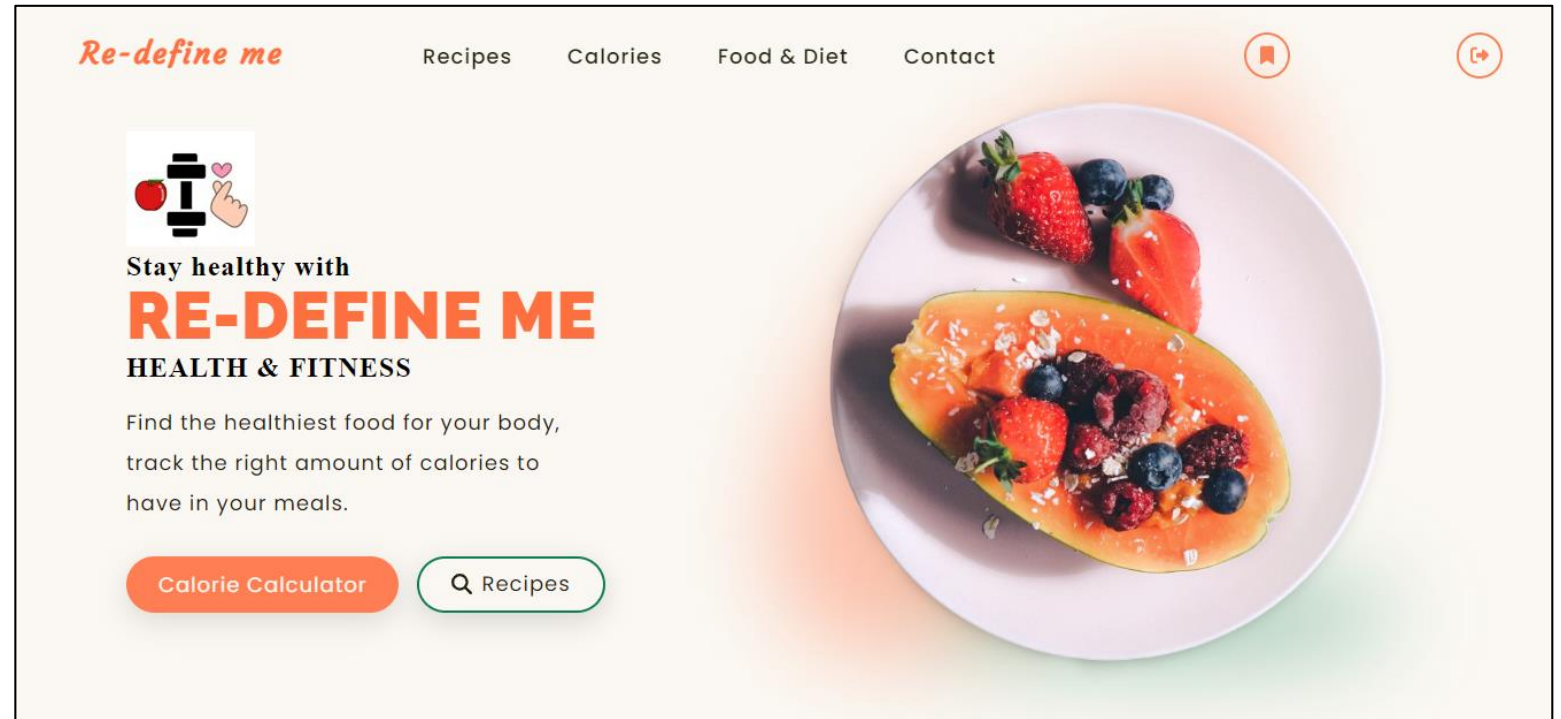 Re-define me
Recipes
Calories
Food & Diet
Contact
Stay healthy with
RE-DEFINE ME
HEALTH & FITNESS
Find the healthiest food for your body,
track the right amount of calories to
have in your meals.
Calorie Calculator
Recipes